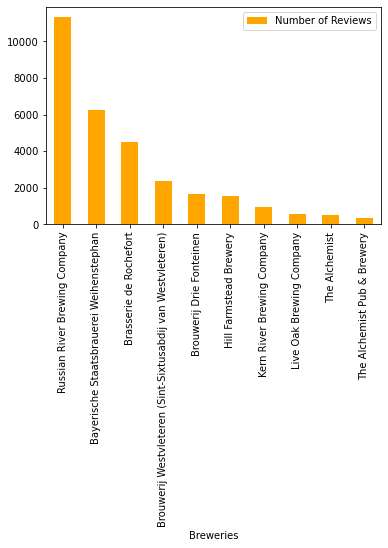 Number of Reviews
10000
8000
6000
4000
2000
0
Russian River Brewing Company
Bayerische Staatsbrauerei Weihenstephan
Brasserie de Rochefort
Brouwerij Westvleteren (Sint-Sixtusabdij van Westvleteren)
Brouwerij Drie Fonteinen
Hill Farmstead Brewery
Kern River Brewing Company
Live Oak Brewing Company
The Alchemist
The Alchemist Pub & Brewery
Breweries